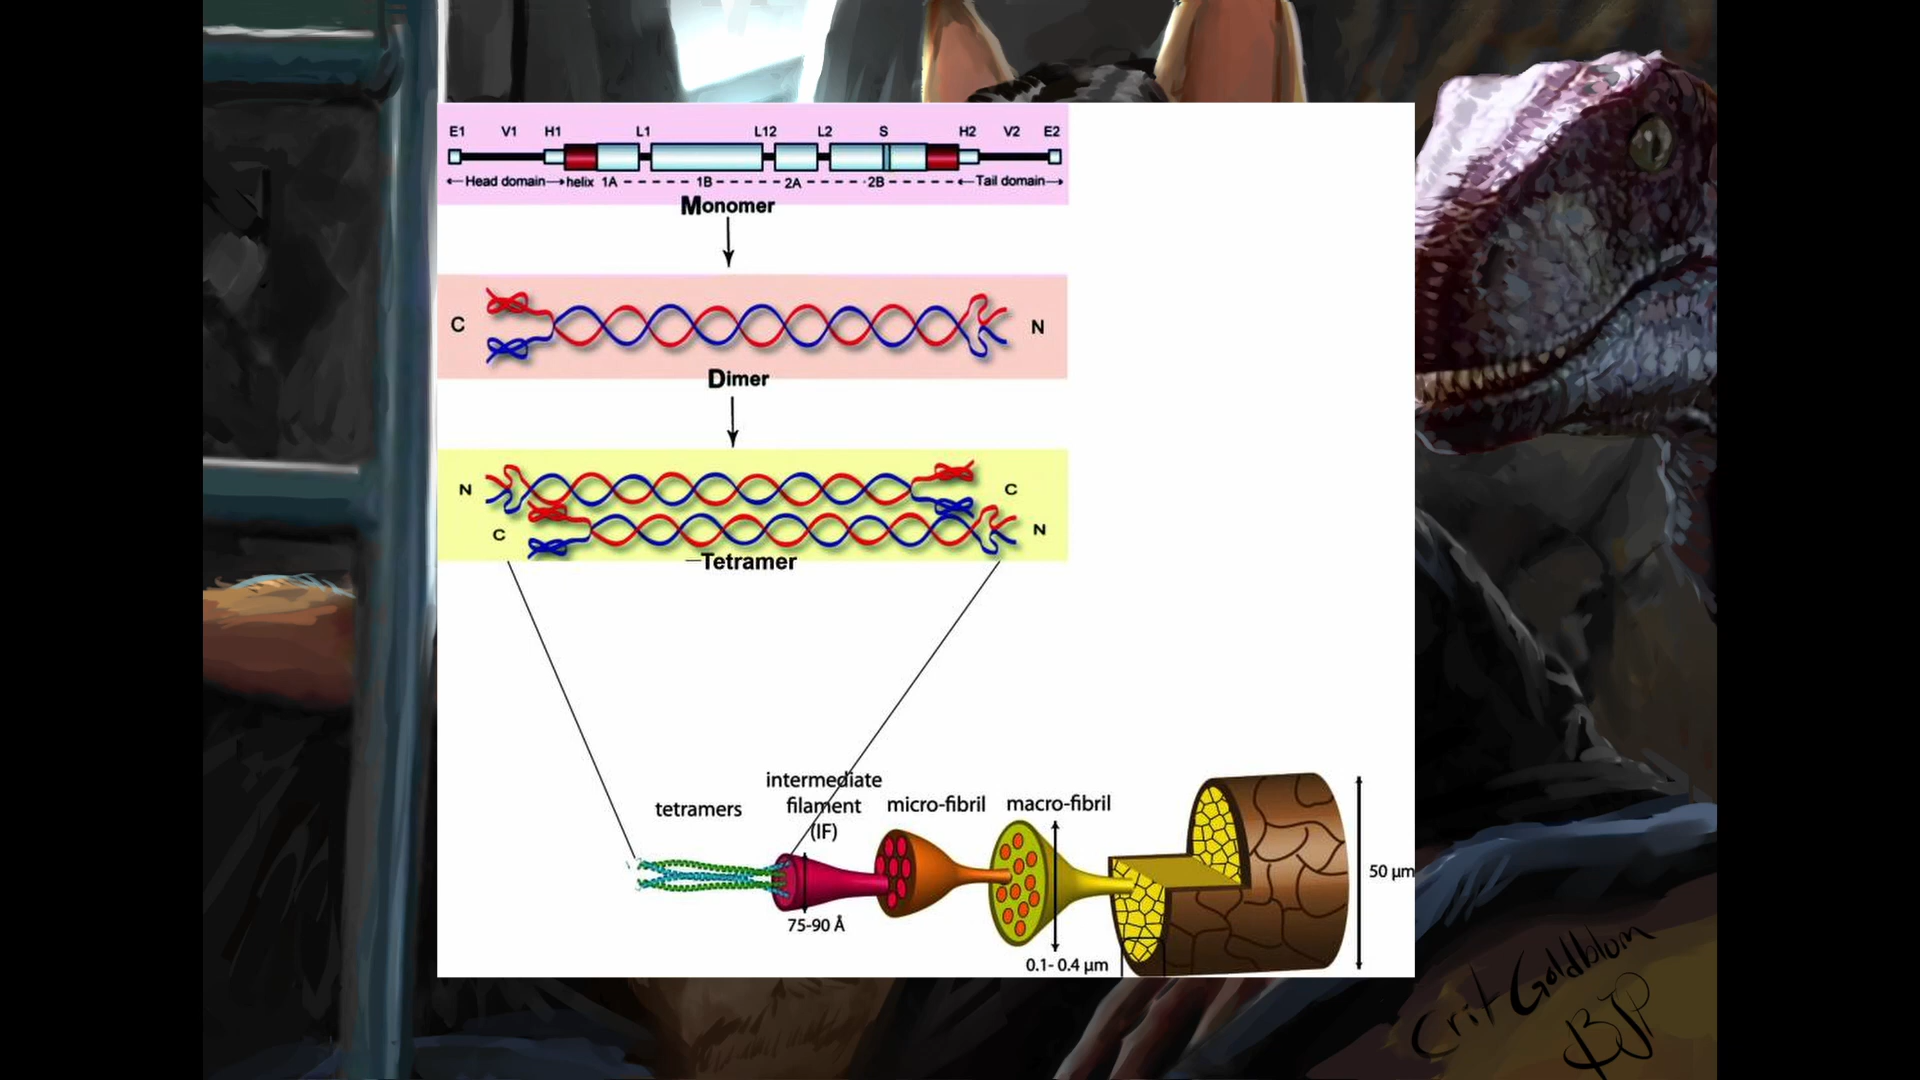 E1 V1 H1 L1 L12 L2 S H2 V2 E2
Head domain helix 1A 1B 2A 2B Tail domain
Monomer
C N
Dimer
N C
C N
Tetramer
tetramers
intermediate
filament
(IF)
micro-fibril
macro-fibril
75-90 Å
0.1- 0.4 µm
50 µm
Crit Goldblum
BJP